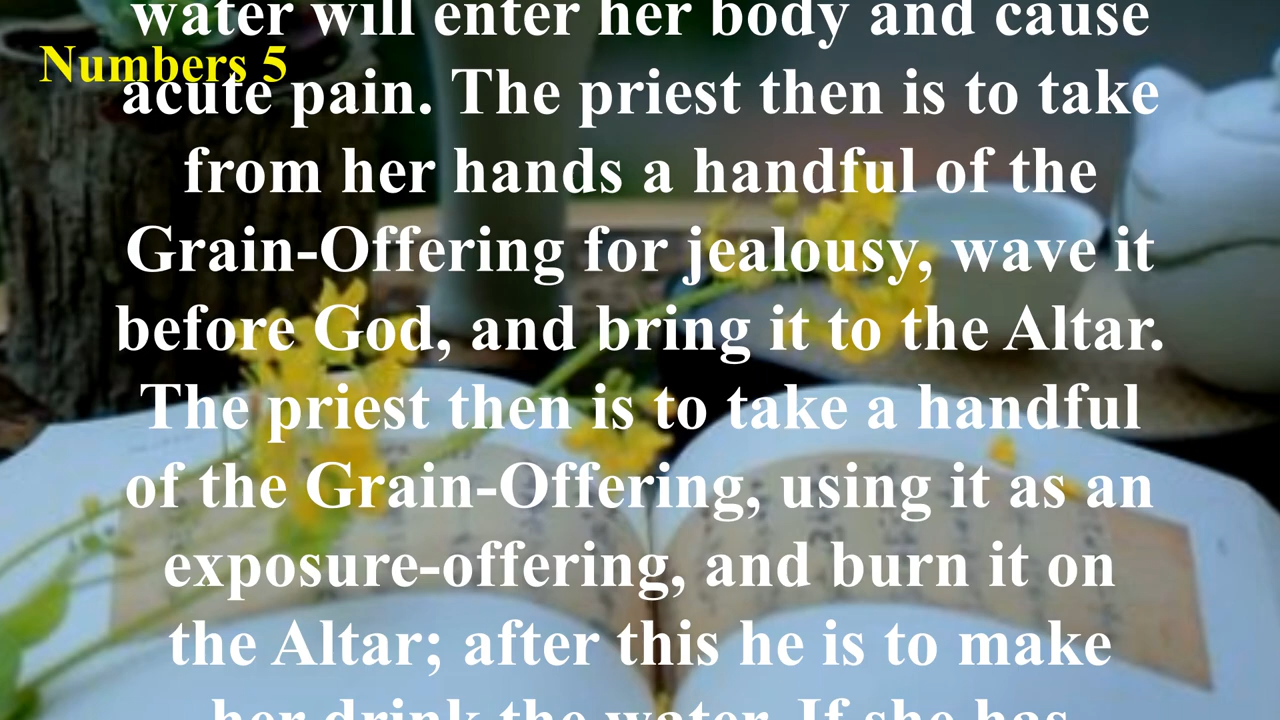 water will enter her body and cause
Numbers 5
acute pain. The priest then is to take
from her hands a handful of the
Grain-Offering for jealousy, wave it
before God, and bring it to the Altar.
The priest then is to take a handful
of the Grain-Offering, using it as an
exposure-offering, and burn it on
the Altar; after this he is to make
her drink the water. If she has